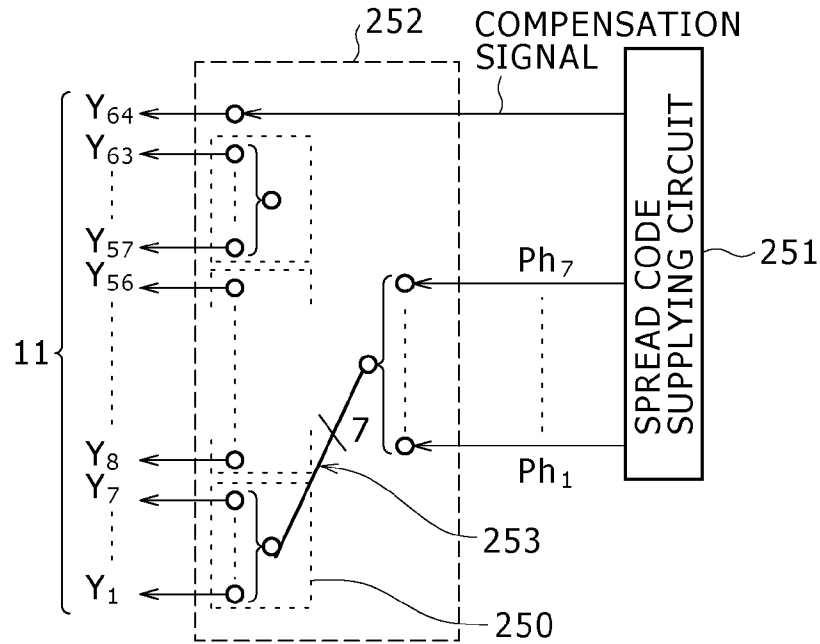 252
COMPENSATION
SIGNAL
Y64
Y63
Y57
Y56
Y8
Y7
Y1
11
Ph7
Ph1
7
253
250
SPREAD CODE
SUPPLYING CIRCUIT
251